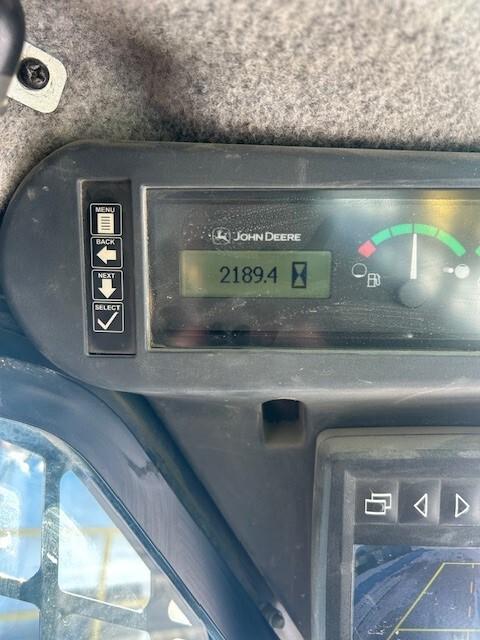 MENU
BACK
NEXT
SELECT
JOHN DEERE
2189.4